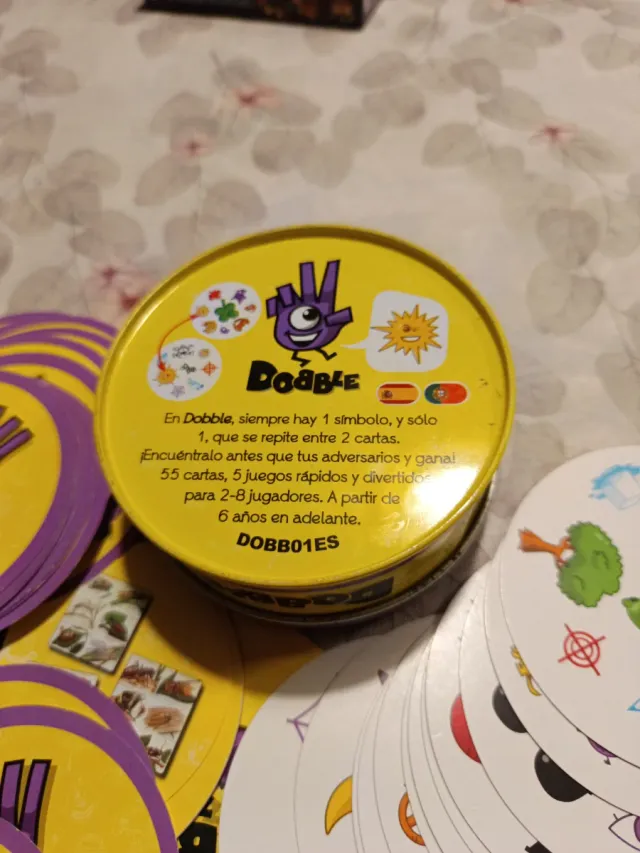 DOBBLE
En Dobble, siempre hay 1 símbolo, y sólo
1, que se repite entre 2 cartas.
¡Encuéntralo antes que tus adversarios y gana!
55 cartas, 5 juegos rápidos y divertidos
para 2-8 jugadores. A partir de
6 años en adelante.
DOBB01ES